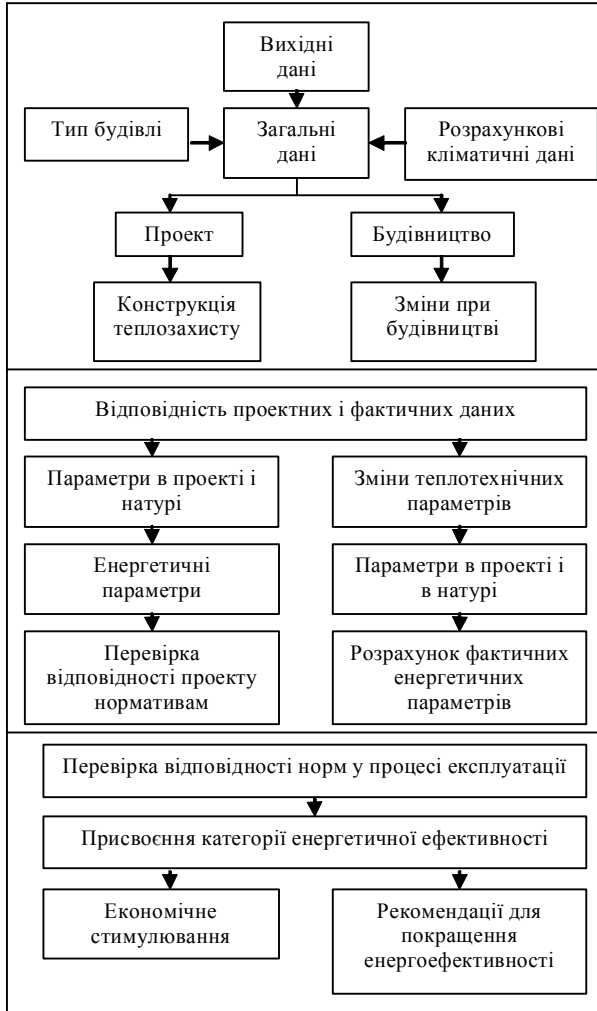 Вихідні
дані
Тип будівлі
Загальні
дані
Розрахункові
кліматичні дані
Проект
Будівництво
Конструкція
теплозахисту
Зміни при
будівництві
Відповідність проектних і фактичних даних
Параметри в проекті і
натурі
Зміни теплотехнічних
параметрів
Енергетичні
параметри
Параметри в проекті і
в натурі
Перевірка
відповідності проекту
нормативам
Розрахунок фактичних
енергетичних
параметрів
Перевірка відповідності норм у процесі експлуатації
Присвоєння категорії енергетичної ефективності
Економічне
стимулювання
Рекомендації для
покращення
енергоефективності